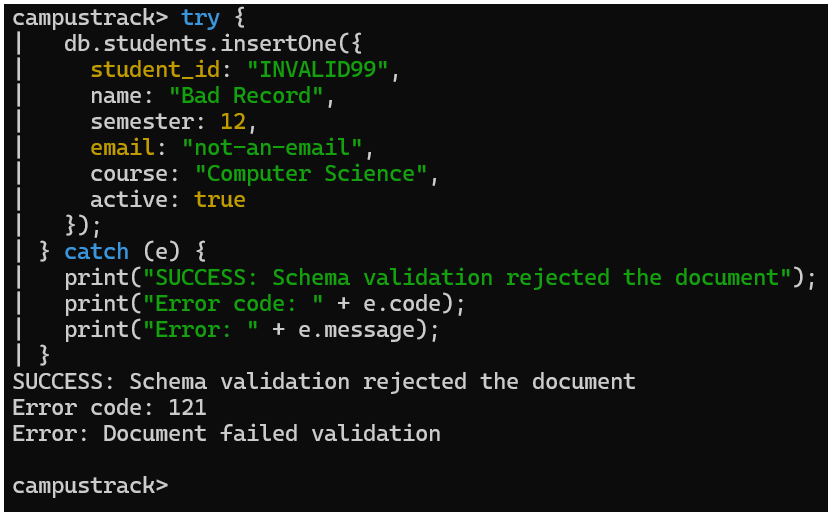 campustrack> try {
|   db.students.insertOne({
|     student_id: "INVALID99",
|     name: "Bad Record",
|     semester: 12,
|     email: "not-an-email",
|     course: "Computer Science",
|     active: true
|   });
| } catch (e) {
|   print("SUCCESS: Schema validation rejected the document");
|   print("Error code: " + e.code);
|   print("Error: " + e.message);
| }
SUCCESS: Schema validation rejected the document
Error code: 121
Error: Document failed validation
campustrack>